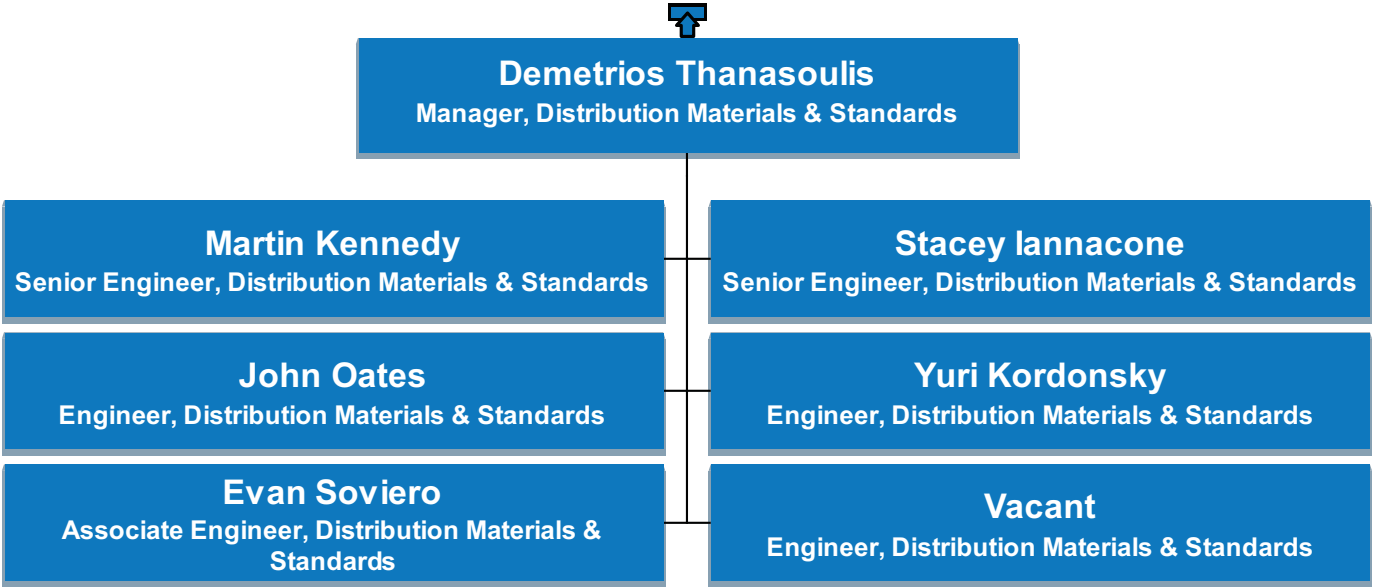 Demetrios Thanasoulis
Manager, Distribution Materials & Standards
Martin Kennedy
Senior Engineer, Distribution Materials & Standards
Stacey Iannacone
Senior Engineer, Distribution Materials & Standards
John Oates
Engineer, Distribution Materials & Standards
Yuri Kordonsky
Engineer, Distribution Materials & Standards
Evan Soviero
Associate Engineer, Distribution Materials &
Standards
Vacant
Engineer, Distribution Materials & Standards